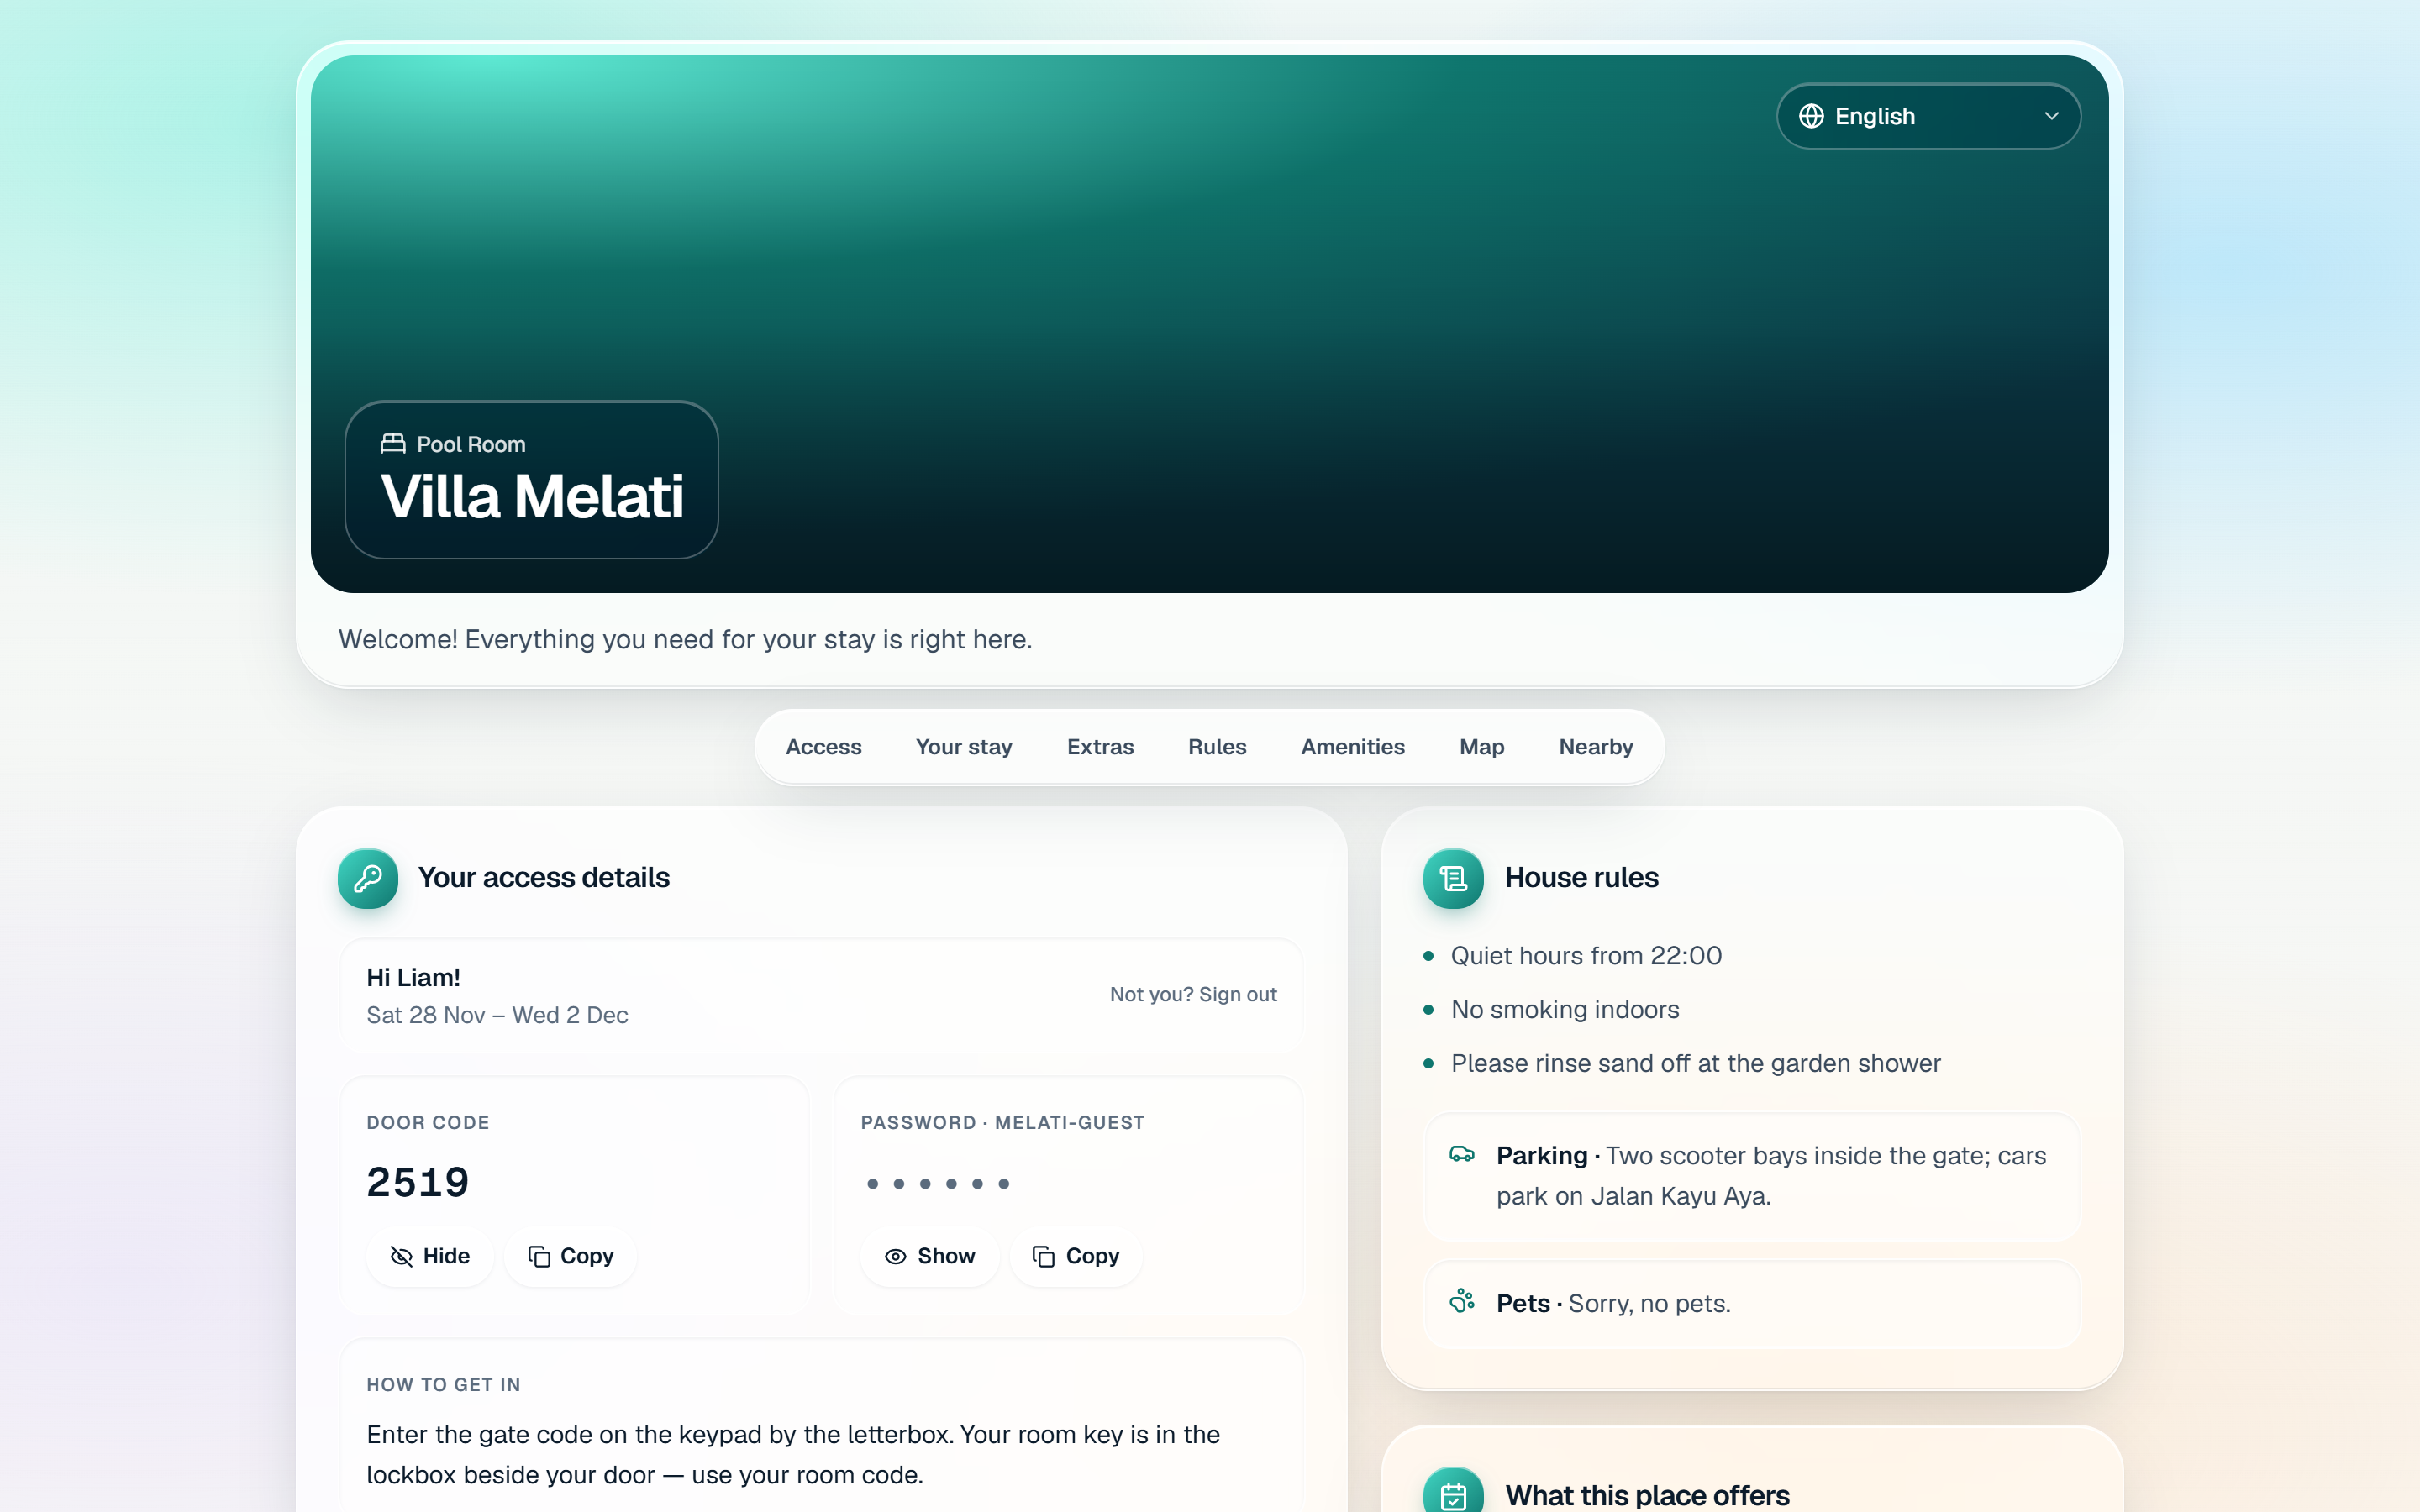 English
Pool Room
Villa Melati
Welcome! Everything you need for your stay is right here.
Access Your stay Extras Rules Amenities Map Nearby
Your access details
Hi Liam!
Sat 28 Nov – Wed 2 Dec
Not you? Sign out
DOOR CODE
2519
Hide Copy
PASSWORD · MELATI-GUEST
••••••
Show Copy
HOW TO GET IN
Enter the gate code on the keypad by the letterbox. Your room key is in the
lockbox beside your door — use your room code.
House rules
Quiet hours from 22:00
No smoking indoors
Please rinse sand off at the garden shower
Parking · Two scooter bays inside the gate; cars
park on Jalan Kayu Aya.
Pets · Sorry, no pets.
What this place offers